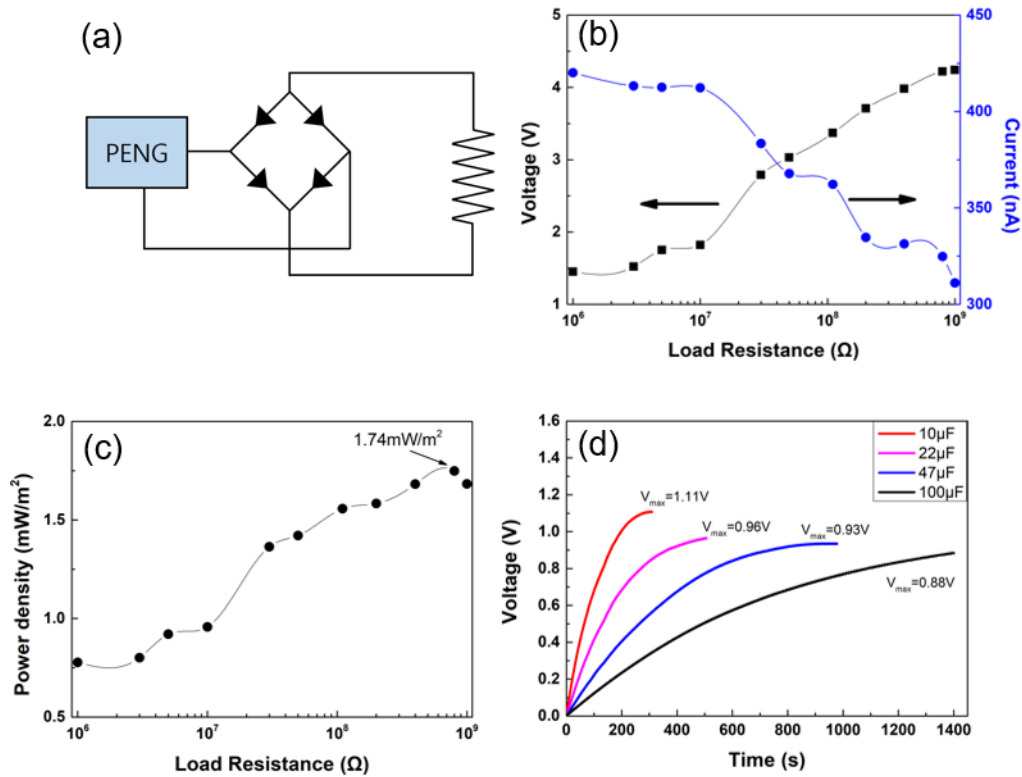 (a)
PENG
(b)
5
4
3
2
1
Voltage (V)
450
400
350
300
Current (nA)
10⁶
10⁷
10⁸
10⁹
Load Resistance (Ω)
(c)
2.0
1.5
1.0
0.5
Power density (mW/m²)
1.74mW/m²
10⁶
10⁷
10⁸
10⁹
Load Resistance (Ω)
(d)
1.6
1.4
1.2
1.0
0.8
0.6
0.4
0.2
0.0
Voltage (V)
10μF
22μF
47μF
100μF
Vmax=1.11V
Vmax=0.96V
Vmax=0.93V
Vmax=0.88V
0
200
400
600
800
1000
1200
1400
Time (s)